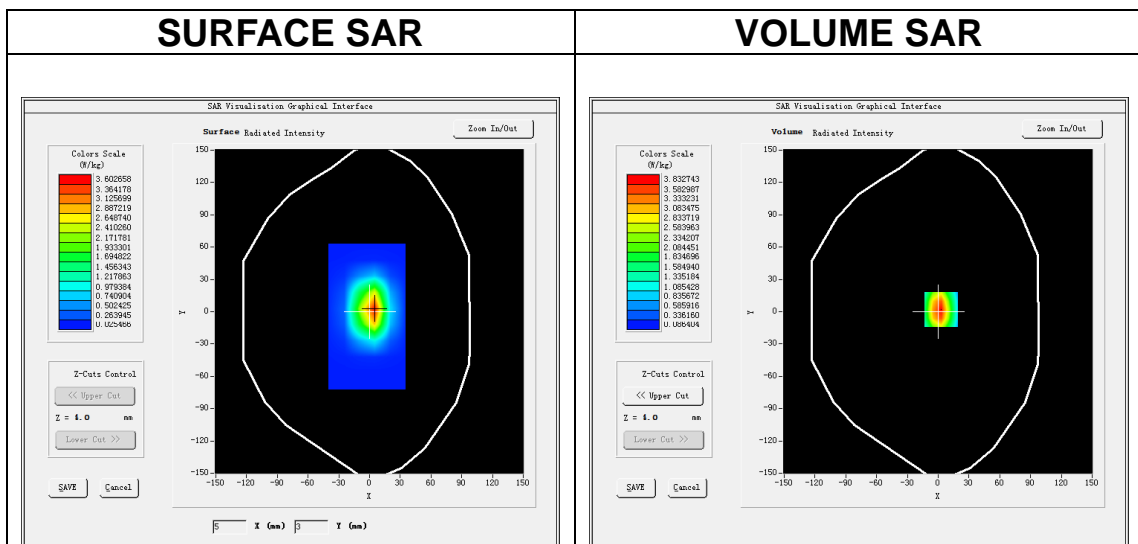 SURFACE SAR
VOLUME SAR
SAR Visualisation Graphical Interface
Surface Radiated Intensity
Zoom In/Out
Colors Scale
(W/kg)
3.602658
3.364178
3.125699
2.887219
2.648740
2.410260
2.171781
1.933301
1.694822
1.456343
1.217863
0.979384
0.740904
0.502425
0.263945
0.025466
150
120
90
60
30
0
-30
-60
-90
-120
-150
Y
-150 -120 -90 -60 -30 0 30 60 90 120 150
X
Z-Cuts Control
<< Upper Cut
Z = 4.0 mm
Lower Cut >>
SAVE Cancel
5 X (mm) 3 Y (mm)
SAR Visualisation Graphical Interface
Volume Radiated Intensity
Zoom In/Out
Colors Scale
(W/kg)
3.832743
3.582987
3.333231
3.083475
2.833719
2.583963
2.334207
2.084451
1.834696
1.584940
1.335184
1.085428
0.835672
0.585916
0.336160
0.086404
150
120
90
60
30
0
-30
-60
-90
-120
-150
Y
-150 -120 -90 -60 -30 0 30 60 90 120 150
X
Z-Cuts Control
<< Upper Cut
Z = 4.0 mm
Lower Cut >>
SAVE Cancel